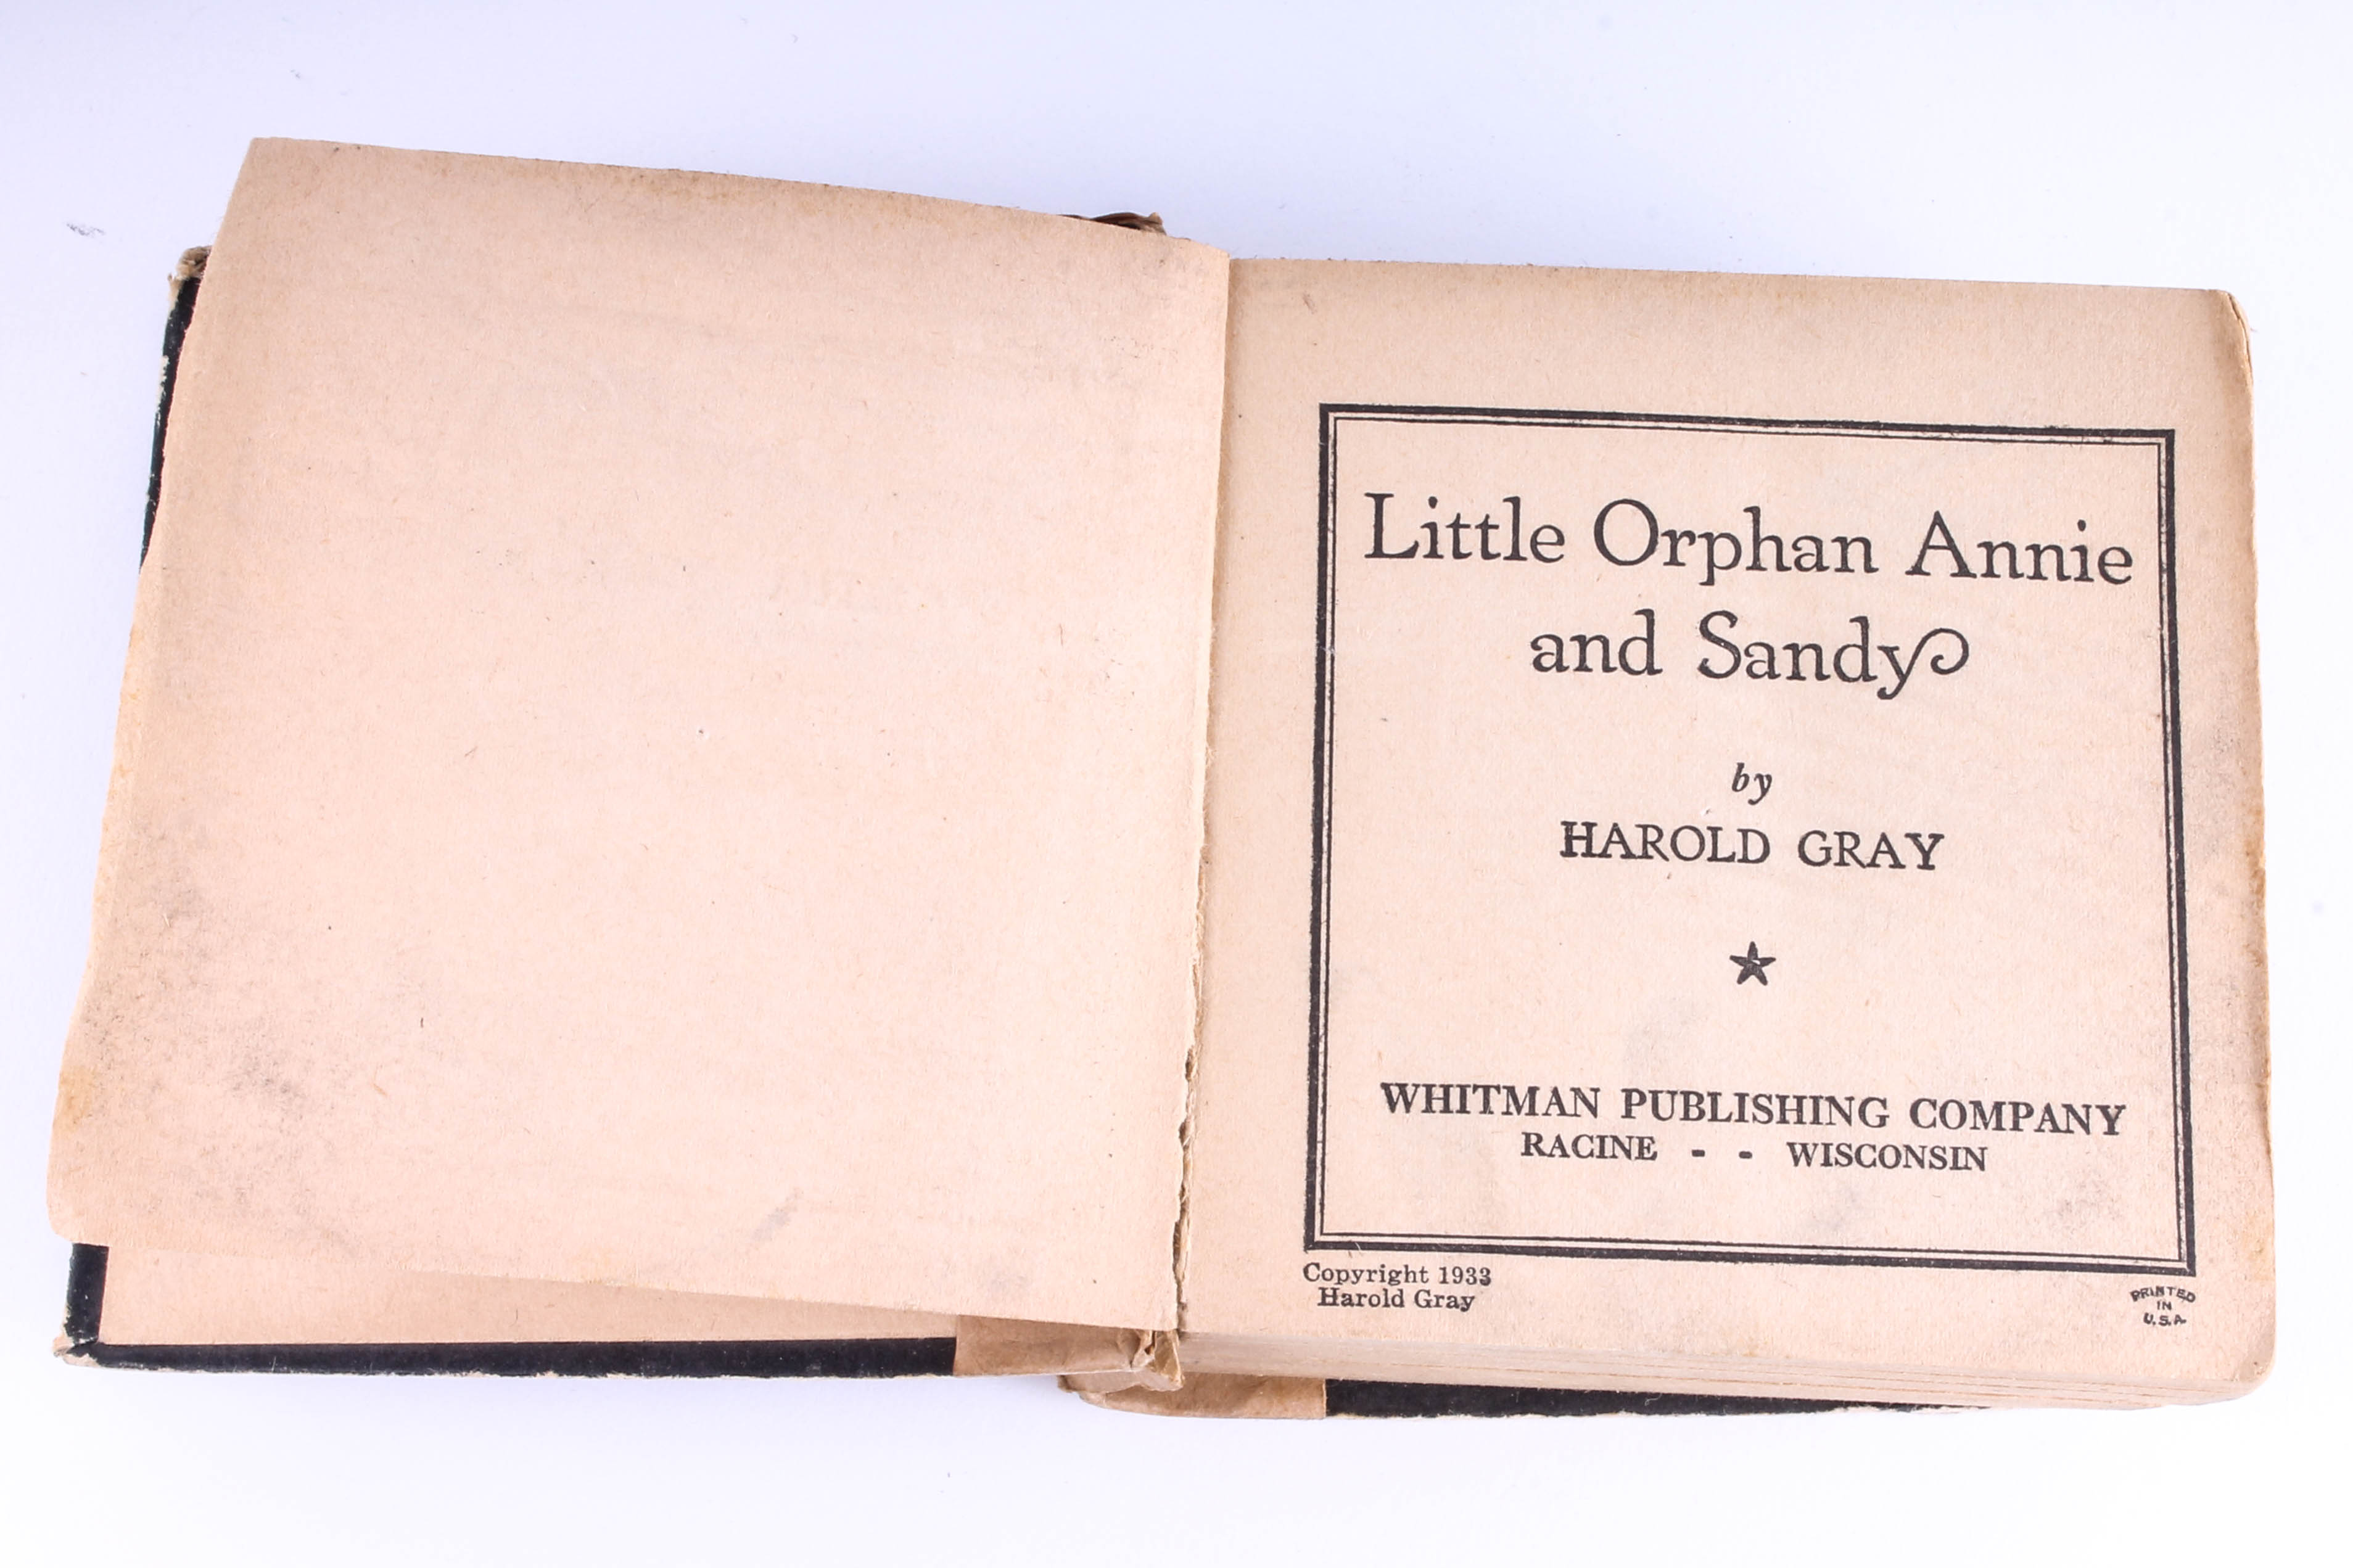 Little Orphan Annie
and Sandy
by
HAROLD GRAY
WHITMAN PUBLISHING COMPANY
RACINE - - WISCONSIN
Copyright 1933
Harold Gray
PRINTED
IN
U.S.A